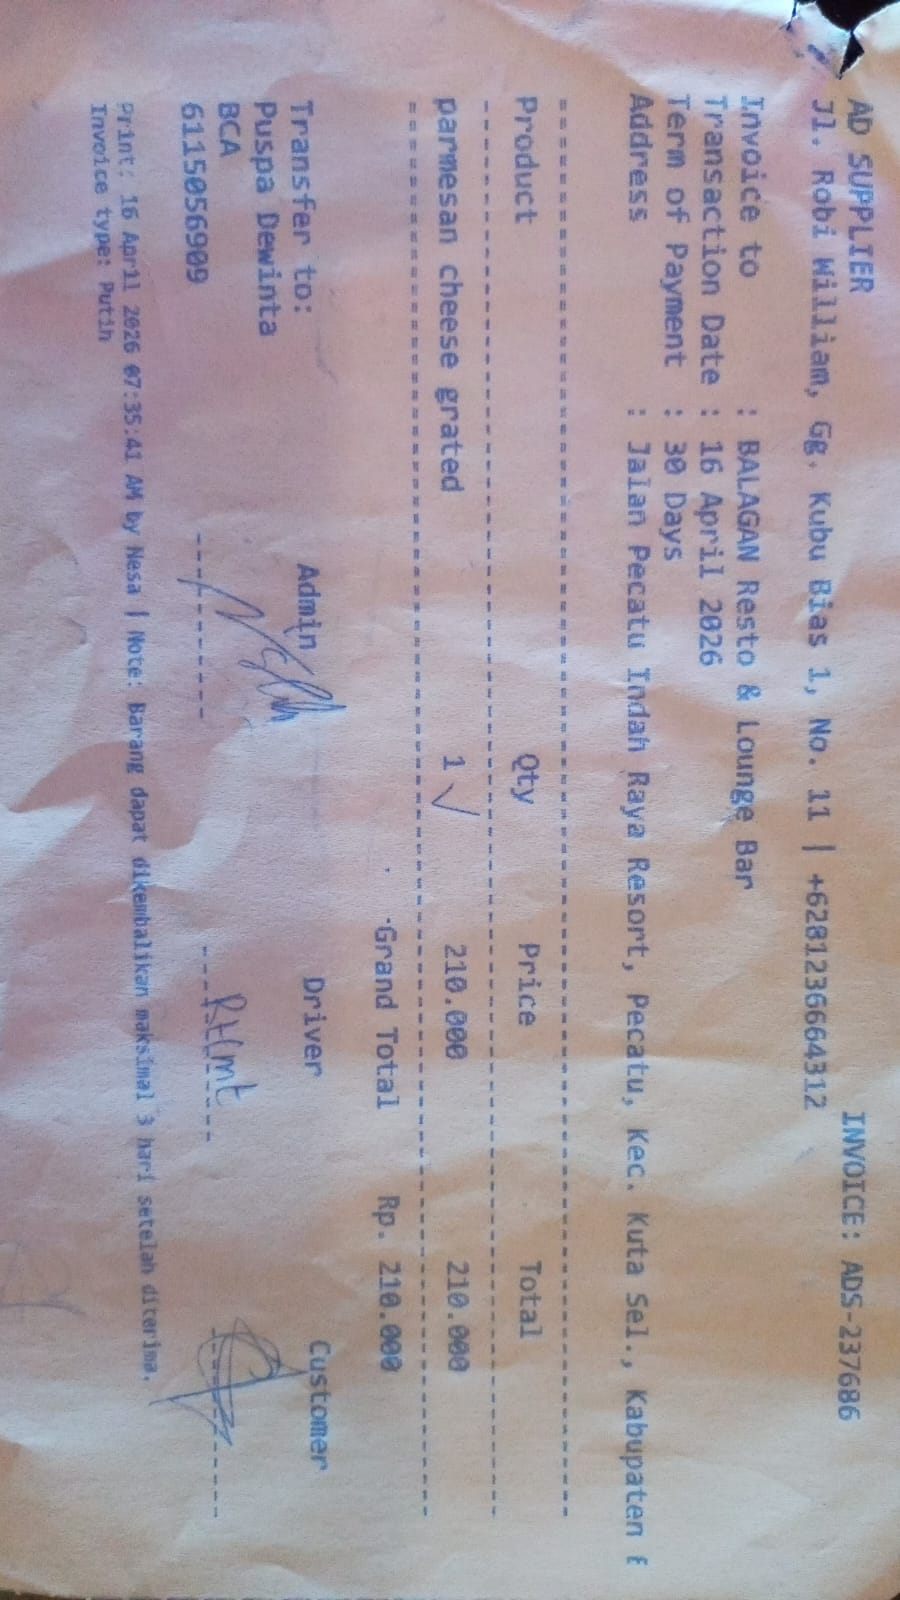 AD SUPPLIER INVOICE: ADS-237686
Jl. Robi William, Gg. Kubu Bias 1, No. 11 | +6281236664312
Invoice to : BALAGAN Resto & Lounge Bar
Transaction Date : 16 April 2026
Term of Payment : 30 Days
Address : Jalan Pecatu Indah Raya Resort, Pecatu, Kec. Kuta Sel., Kabupaten
Product Qty Price Total
parmesan cheese grated 1 ✓ 210.000 210.000
Grand Total Rp. 210.000
Transfer to: Admin Driver Customer
Puspa Dewinta
BCA
6115056909
Print: 16 April 2026 07:35:41 AM by Nesa | Note: Barang dapat dikembalikan maksimal 3 hari setelah diterima.
Invoice type: Putih